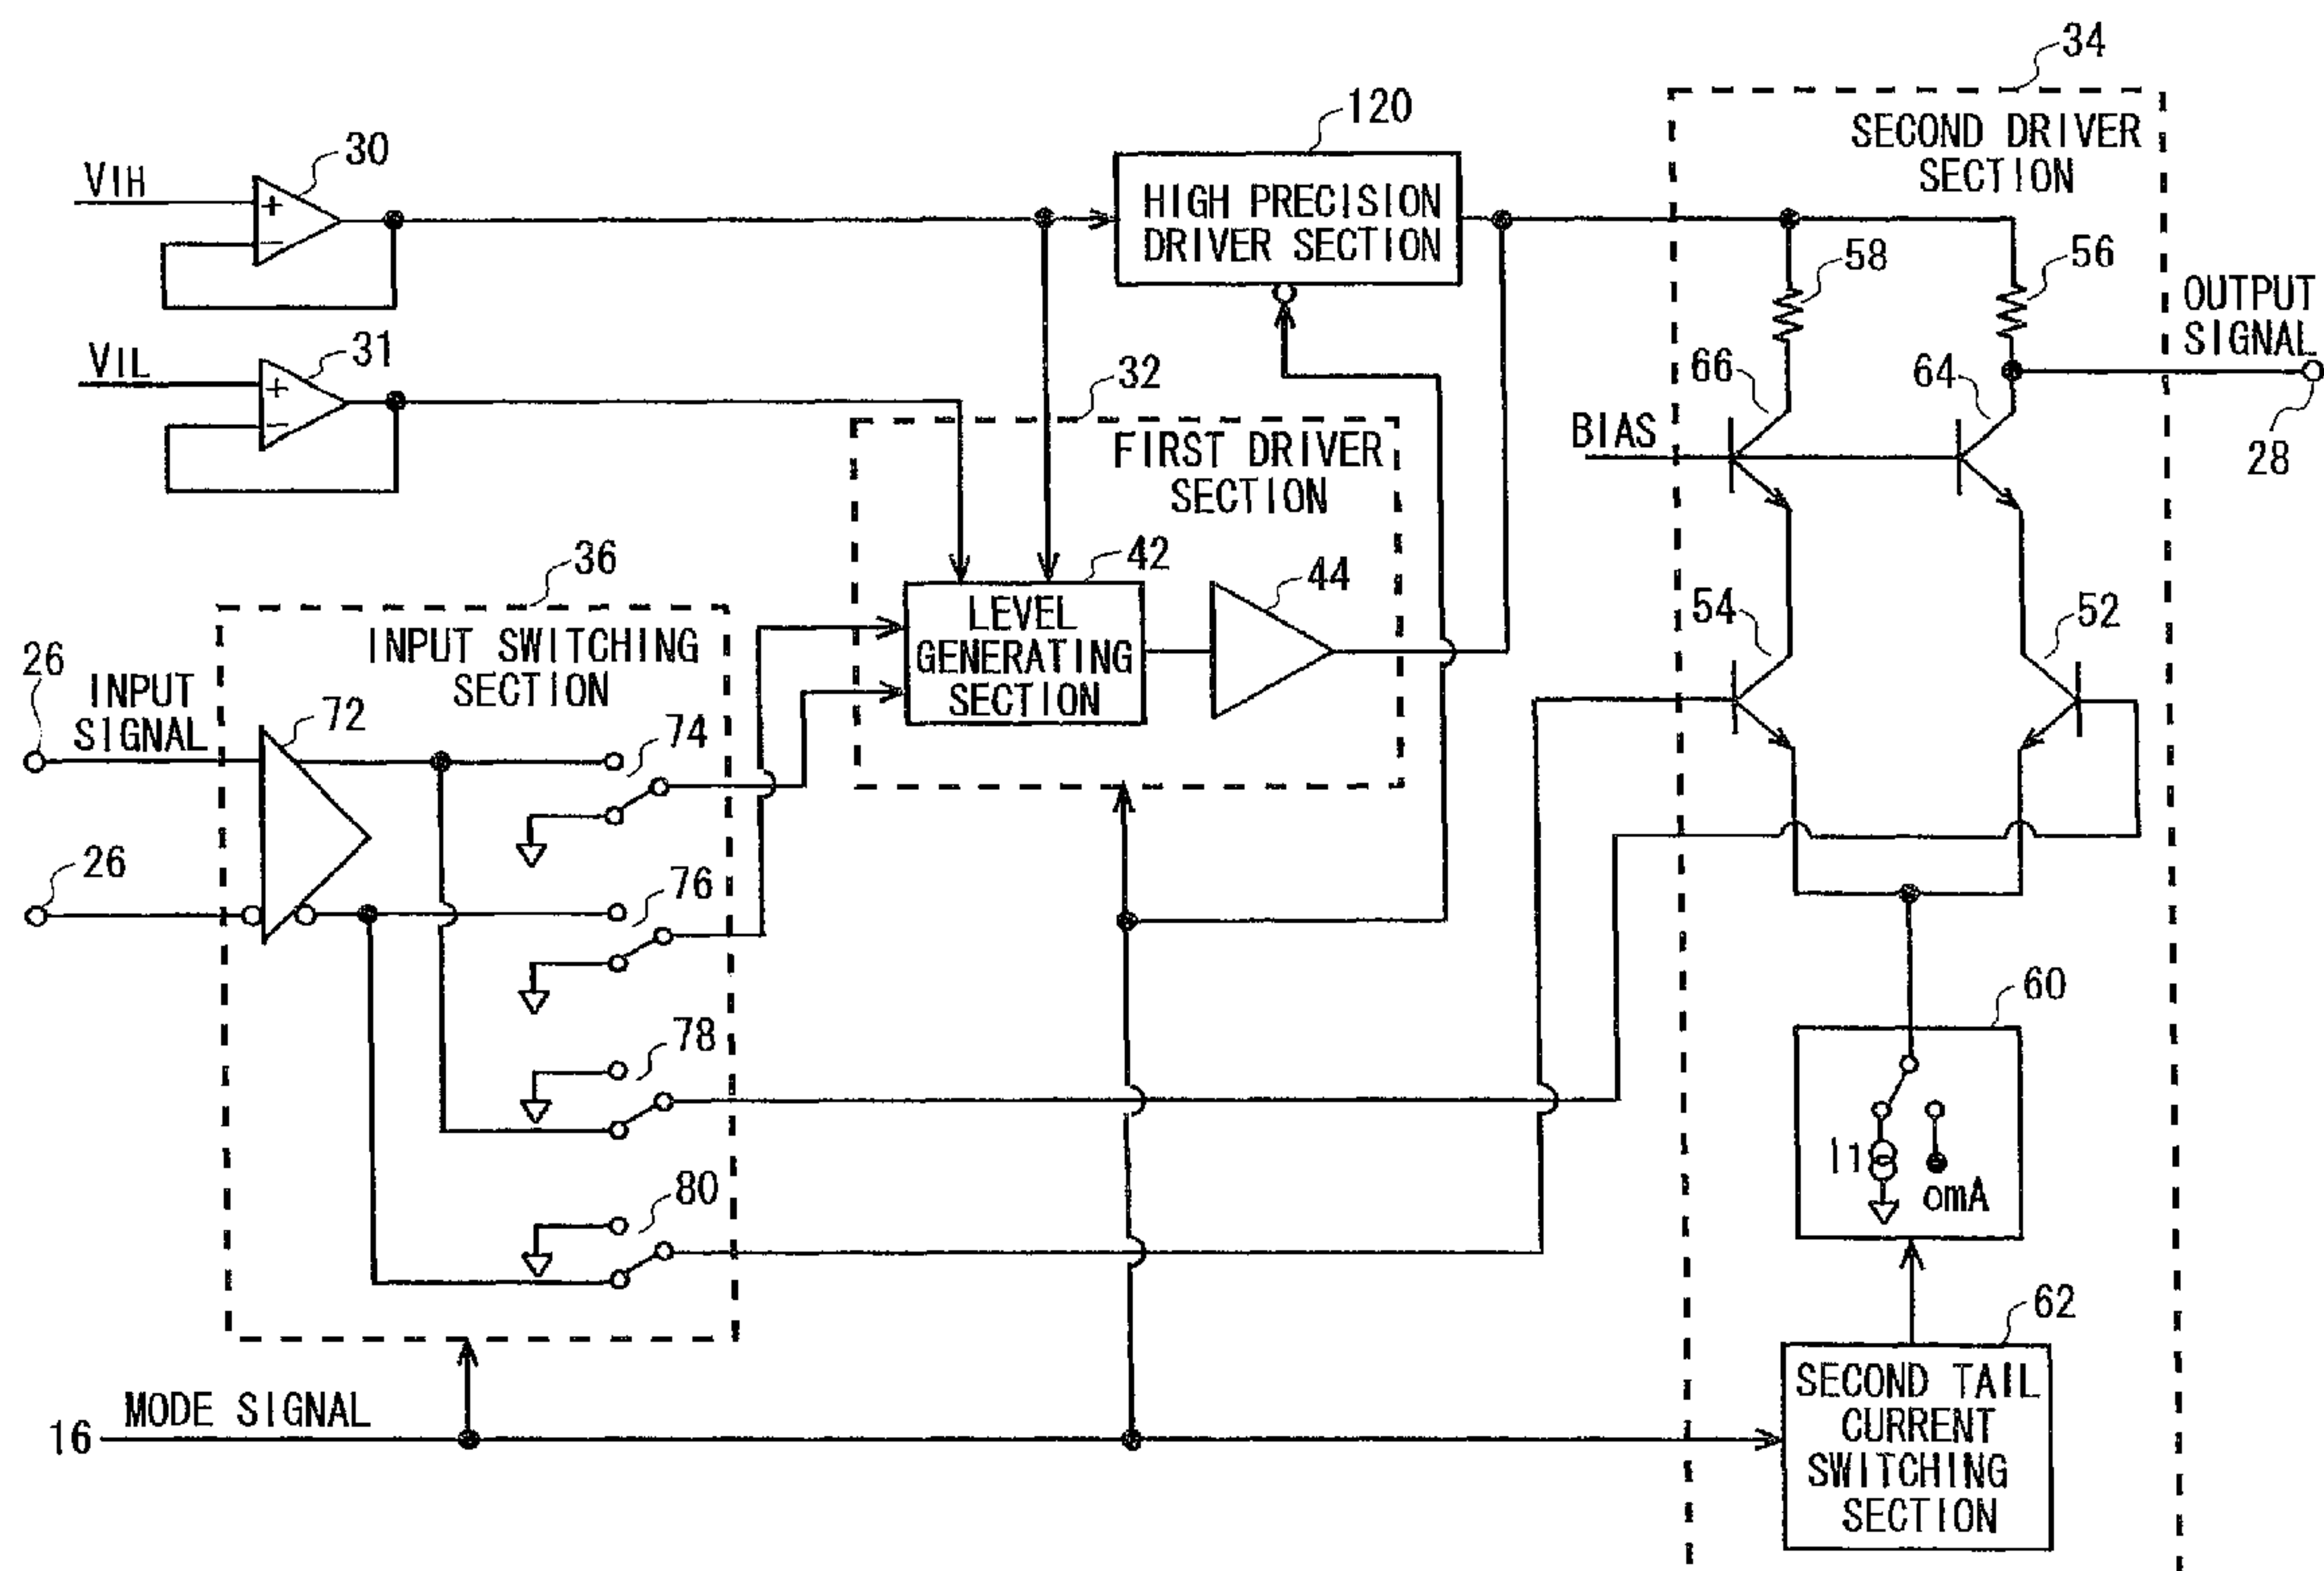 34
120
SECOND DRIVER
SECTION
30
VIH
HIGH PRECISION
DRIVER SECTION
58
56
OUTPUT
SIGNAL
31
VIL
32
66
64
FIRST DRIVER
SECTION
BIAS
28
36
42
44
LEVEL
GENERATING
SECTION
54
52
26
INPUT
SIGNAL
INPUT SWITCHING
SECTION
72
74
26
76
60
78
I1
omA
80
62
SECOND TAIL
CURRENT
SWITCHING
SECTION
MODE SIGNAL
16